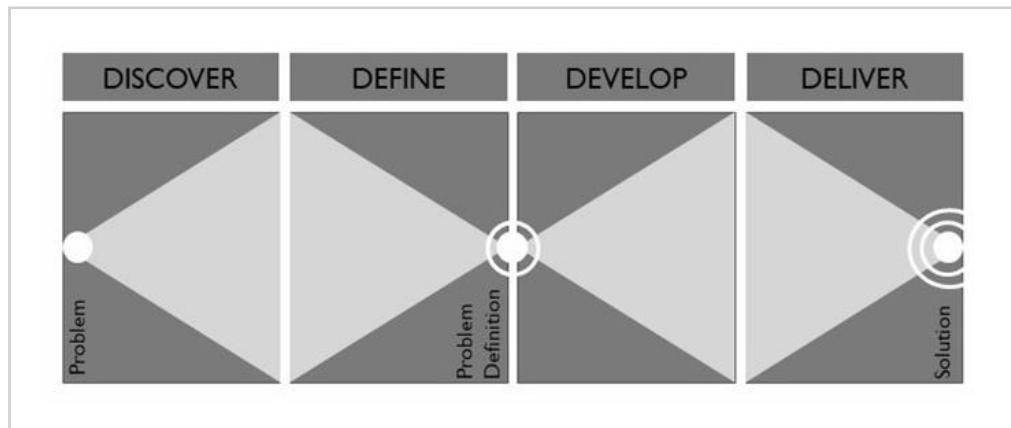 DISCOVER
DEFINE
DEVELOP
DELIVER
Problem
Problem
Definition
Solution